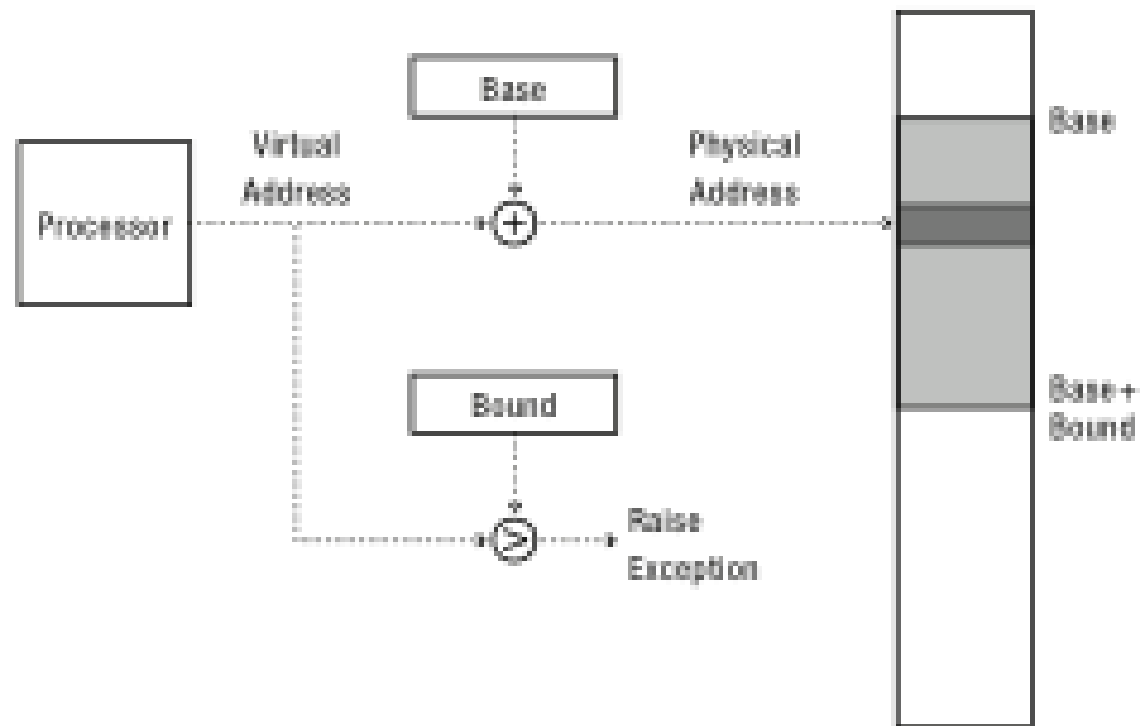 Base
Virtual
Address
Physical
Address
Base
Processor
+
Bound
Base+
Bound
>
Raise
Exception